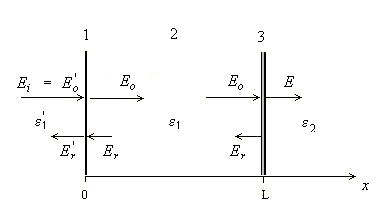 1 2 3
E_i = E_o' E_o E_o E
ε_1' ε_1 ε_2
E_r' E_r E_r
0 L x